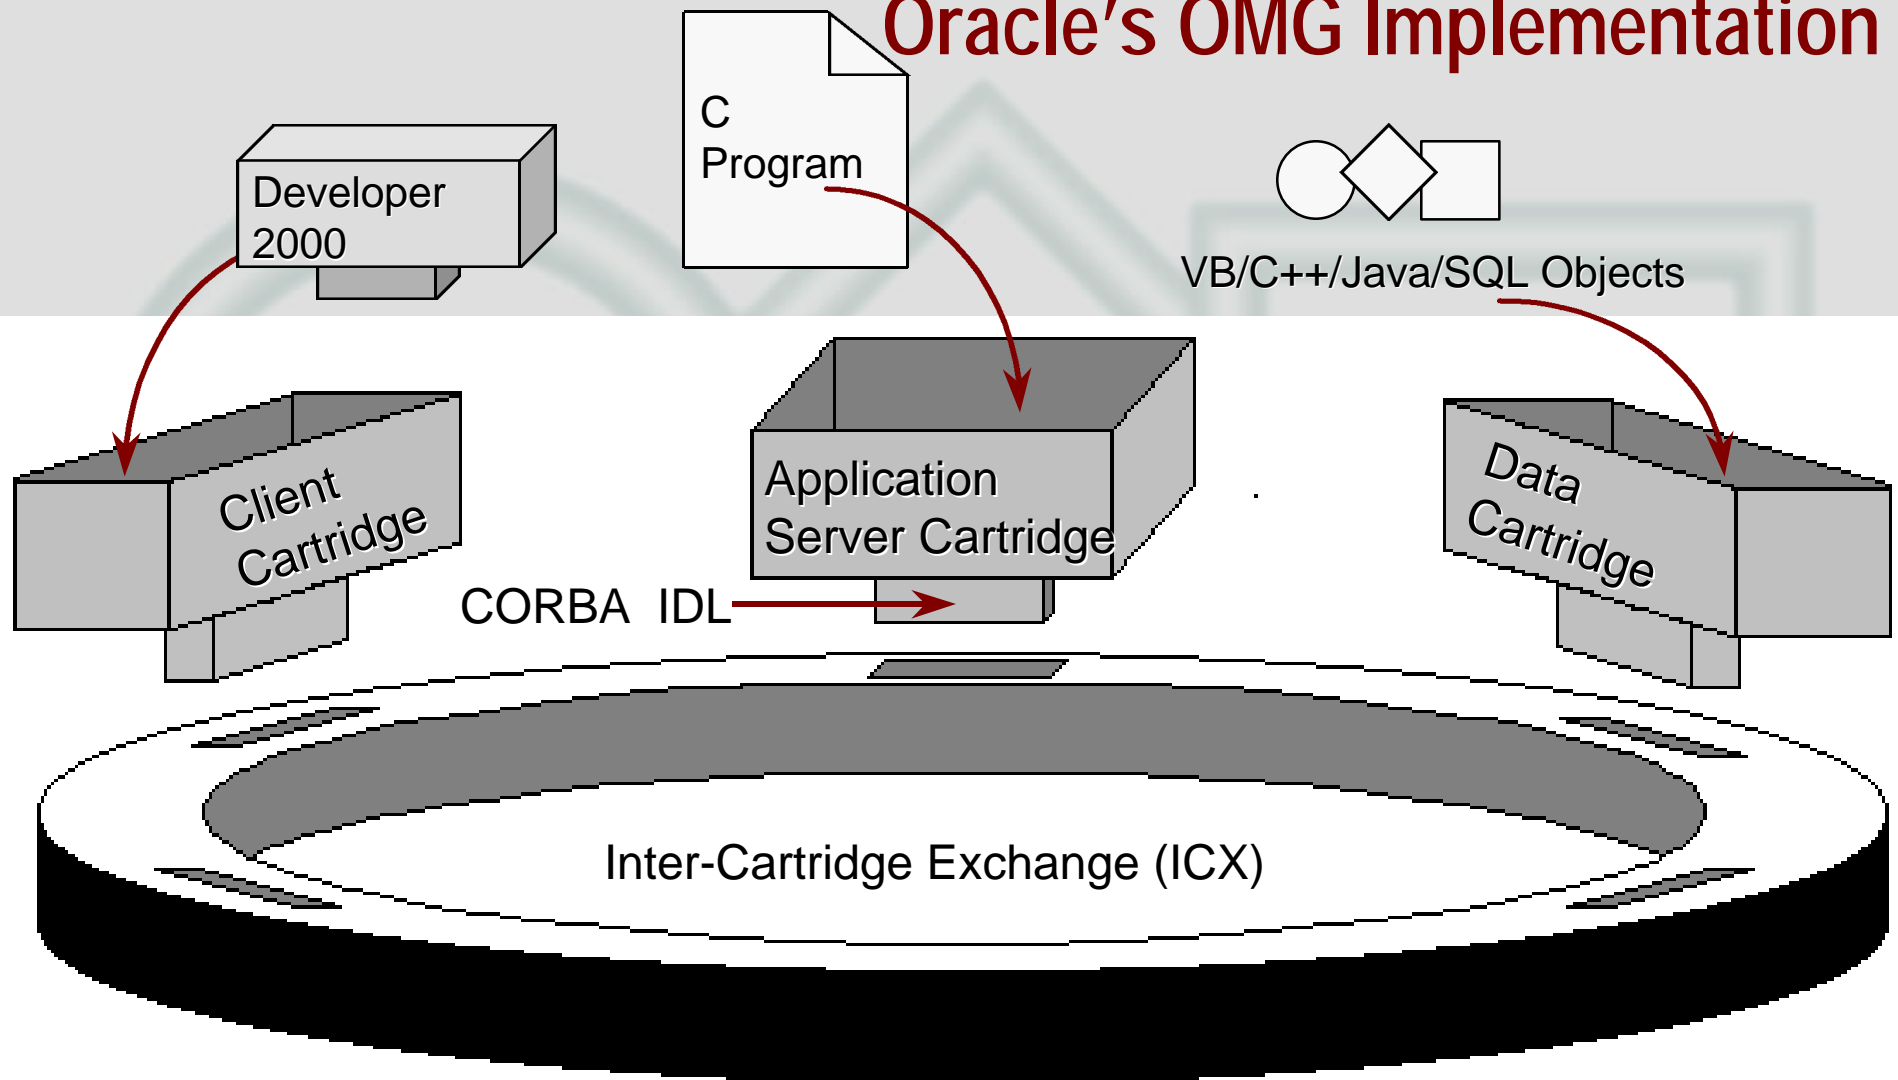 Oracle's OMG Implementation
C
Program
Developer
2000
VB/C++/Java/SQL Objects
Client
Cartridge
Application
Server Cartridge
Data
Cartridge
CORBA IDL
Inter-Cartridge Exchange (ICX)